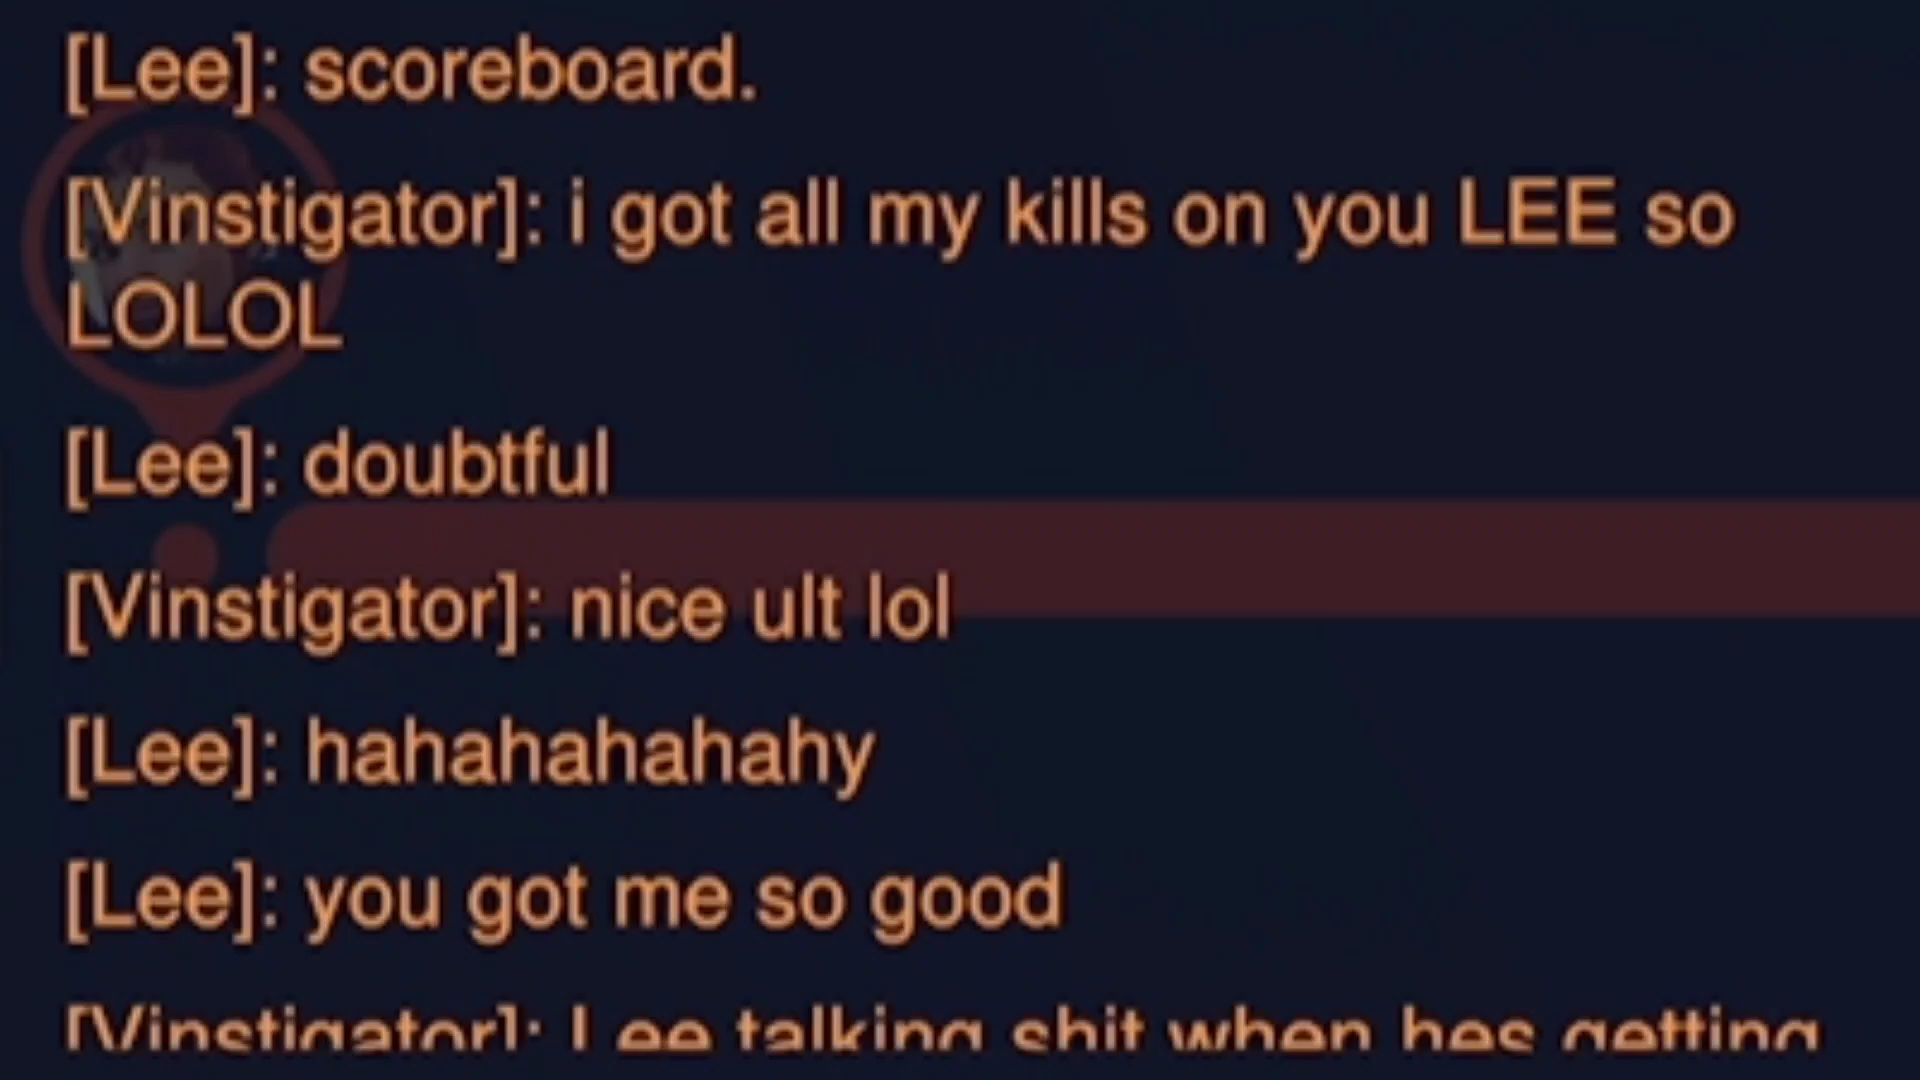 [Lee]: scoreboard.
[Vinstigator]: i got all my kills on you LEE so
LOLOL
[Lee]: doubtful
[Vinstigator]: nice ult lol
[Lee]: hahahahahahy
[Lee]: you got me so good
[Vinstigator]: Lee talking shit when hes getting